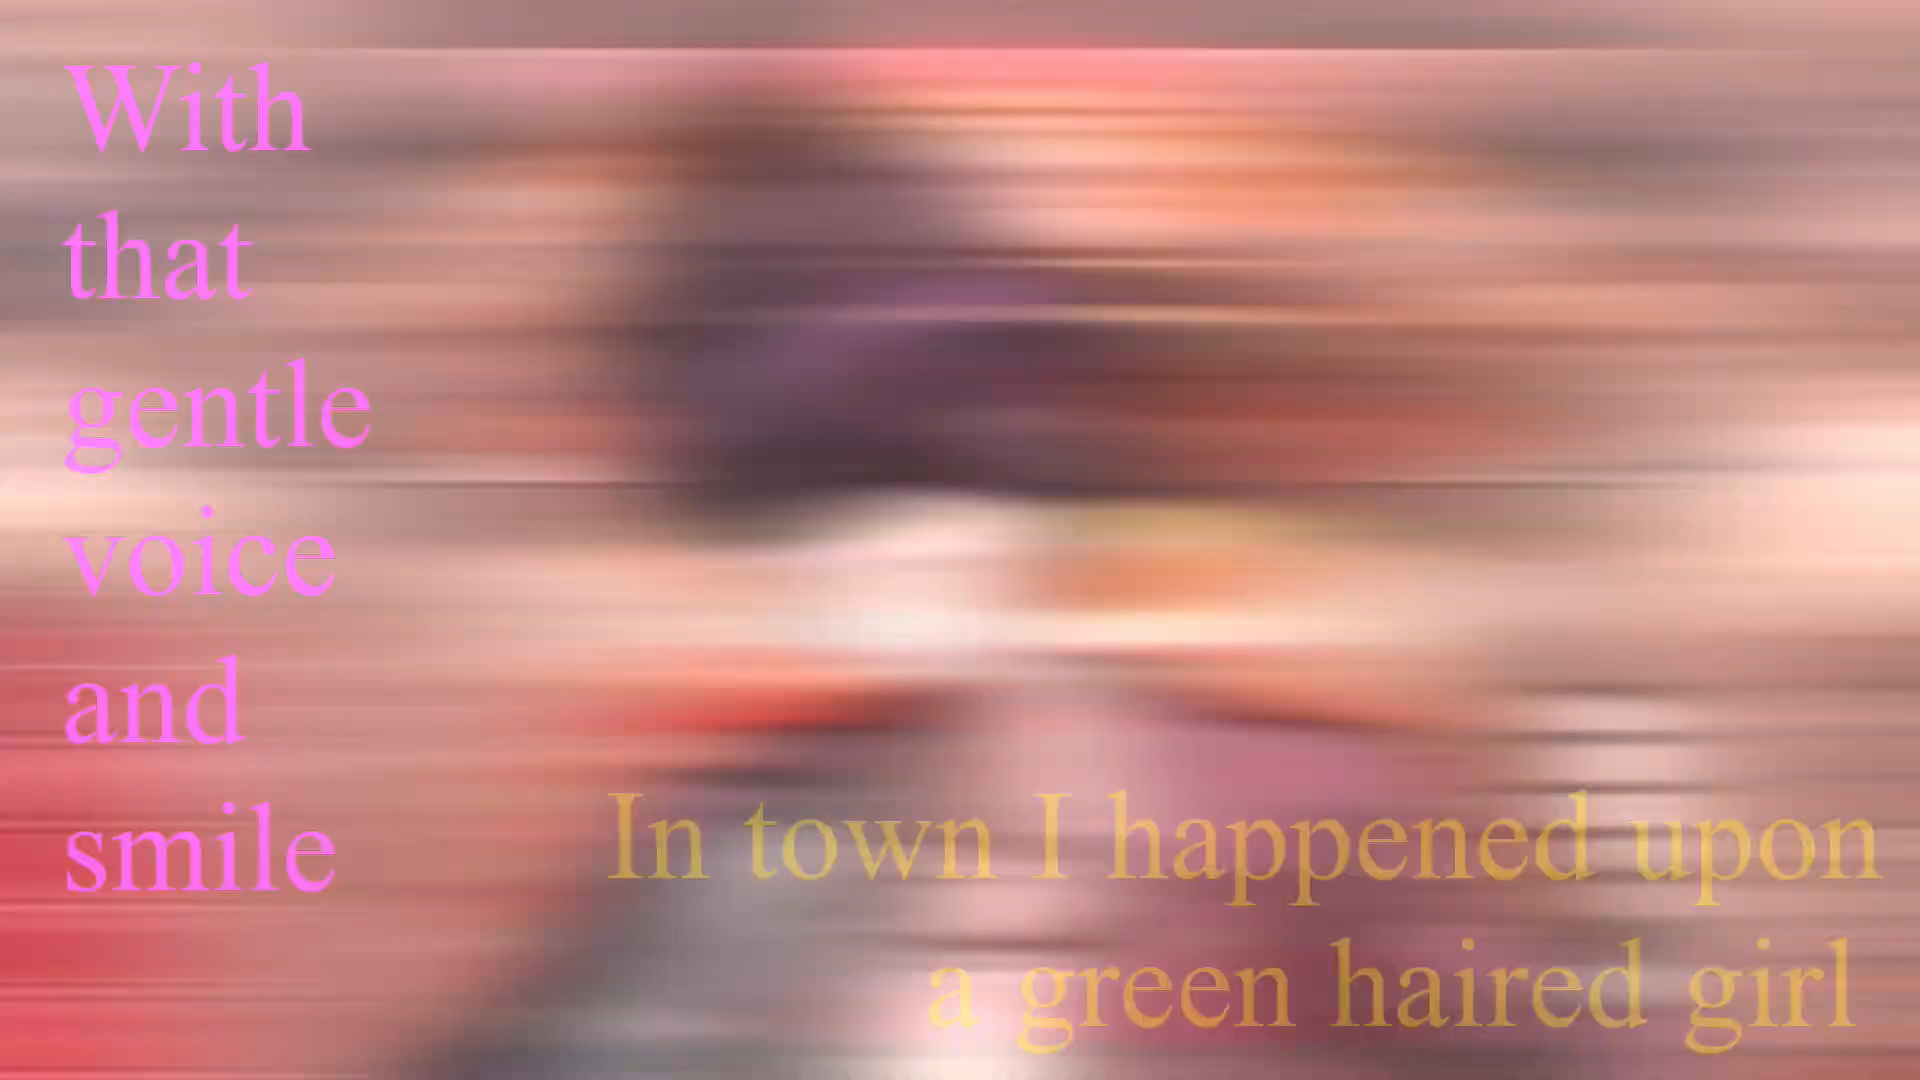 With
that
gentle
voice
and
smile
In town I happened upon
a green haired girl